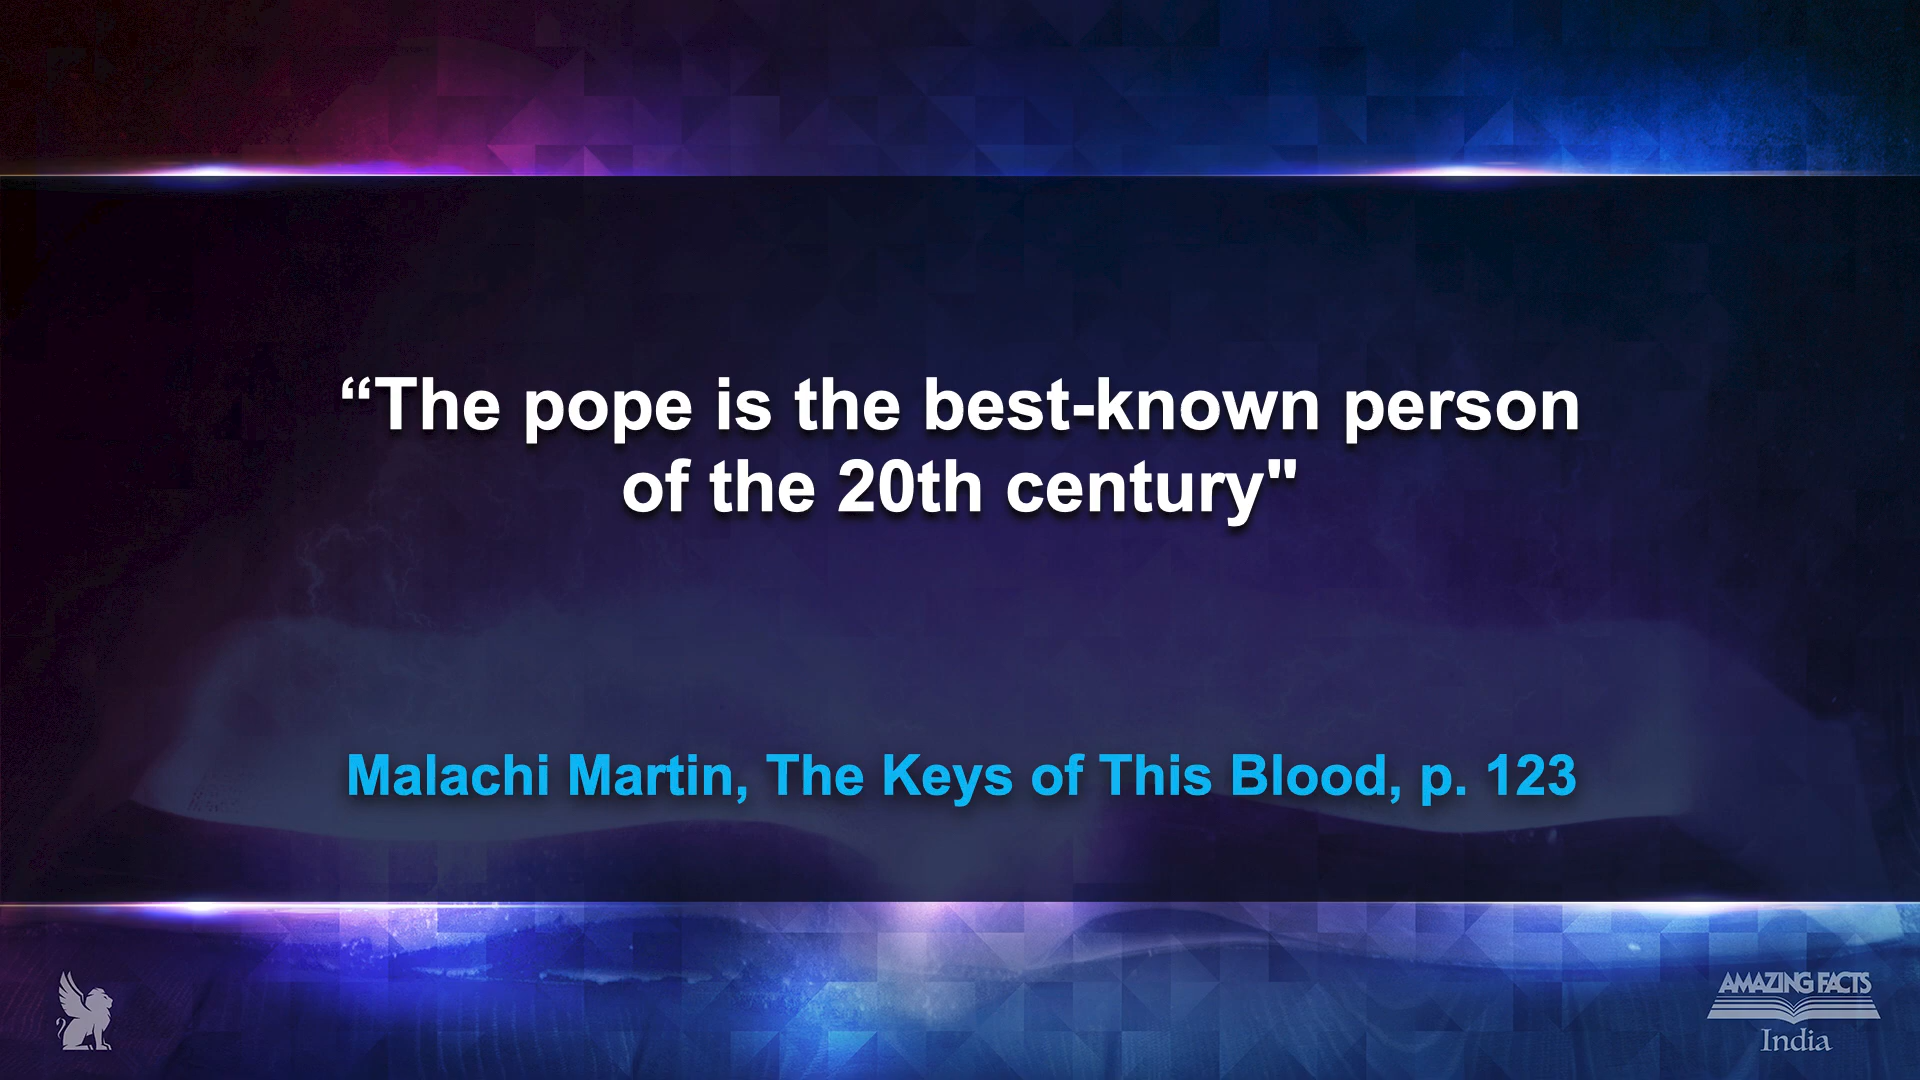 “The pope is the best-known person
of the 20th century"
Malachi Martin, The Keys of This Blood, p. 123
AMAZING FACTS
India